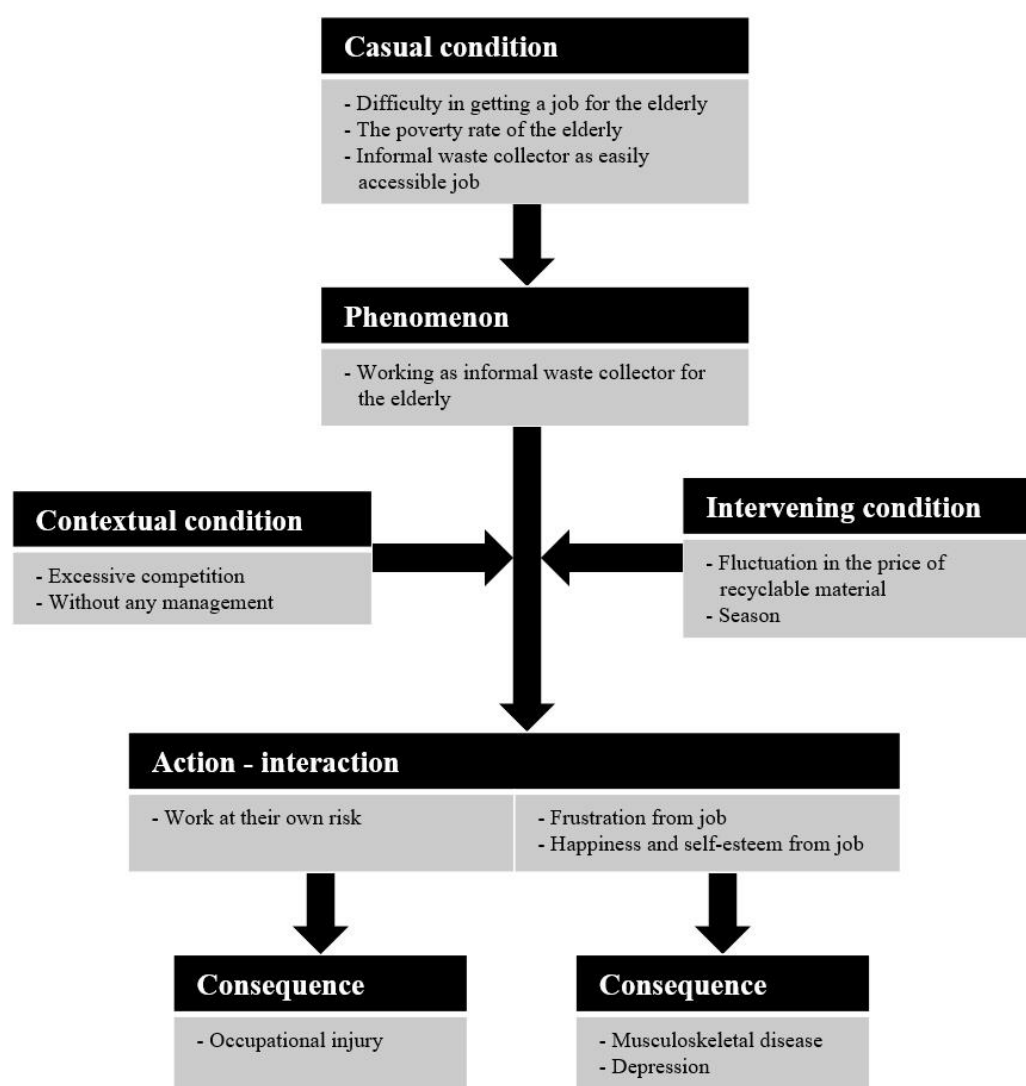 Casual condition
- Difficulty in getting a job for the elderly
- The poverty rate of the elderly
- Informal waste collector as easily
accessible job
Phenomenon
- Working as informal waste collector for
the elderly
Contextual condition
- Excessive competition
- Without any management
Intervening condition
- Fluctuation in the price of
recyclable material
- Season
Action - interaction
- Work at their own risk
- Frustration from job
- Happiness and self-esteem from job
Consequence
- Occupational injury
Consequence
- Musculoskeletal disease
- Depression